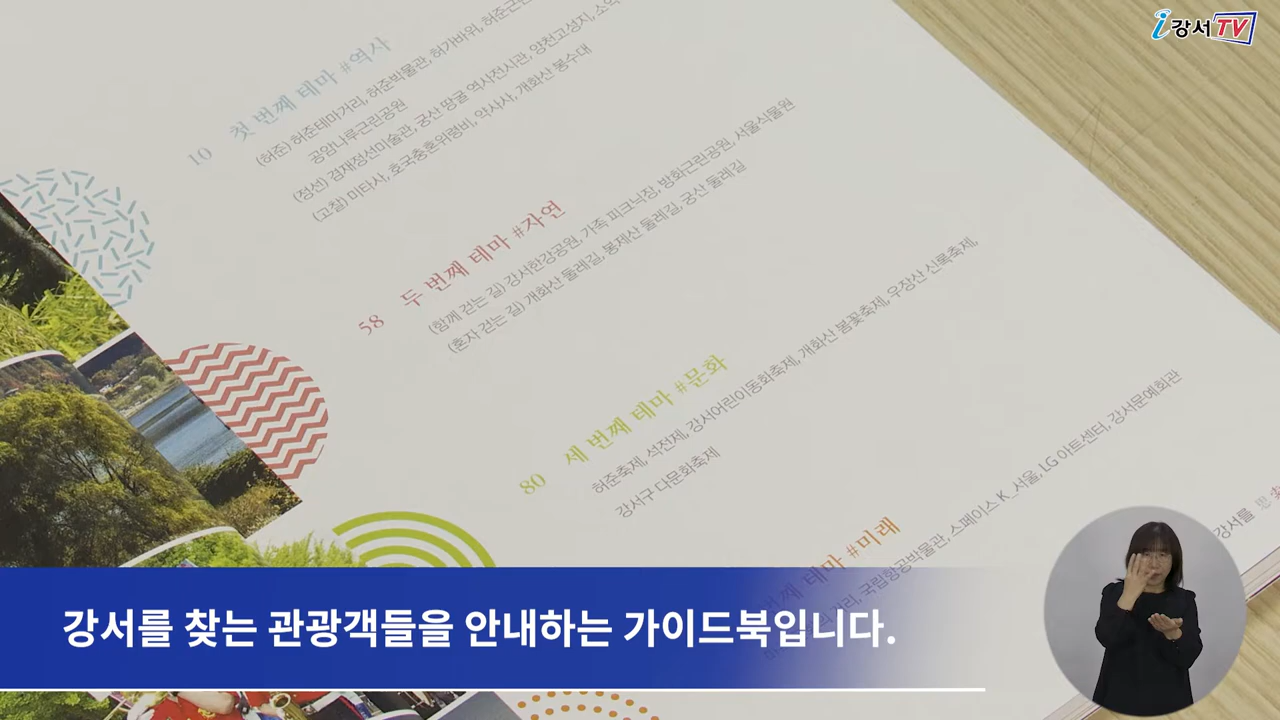 i강서TV
10 첫 번째 테마 #역사
(허준) 허준테마거리, 허준박물관, 허가바위, 허준근린
공암나루근린공원
(정선) 겸재정선미술관, 궁산 땅굴 역사전시관, 양천고성지, 소악
(고찰) 미타사, 호국충혼위령비, 약사사, 개화산 봉수대
58 두 번째 테마 #자연
(함께 걷는 길) 강서한강공원, 가족 피크닉장, 방화근린공원, 서울식물원
(혼자 걷는 길) 개화산 둘레길, 봉제산 둘레길, 궁산 둘레길
80 세 번째 테마 #문화
허준축제, 석전제, 강서어린이동화축제, 개화산 봄꽃축제, 우장산 신록축제,
강서구 다문화축제
테마 #미래
거리, 국립항공박물관, 스페이스 K_서울, LG 아트센터, 강서문예회관
강서를
강서를 찾는 관광객들을 안내하는 가이드북입니다.